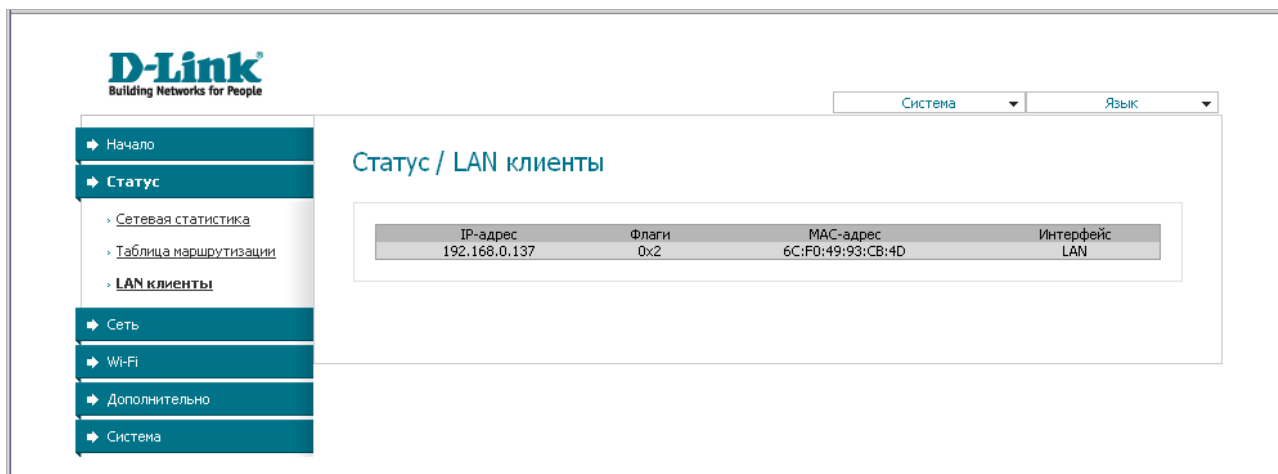 D-Link®
Building Networks for People
Система
Язык
Начало
Статус
Сетевая статистика
Таблица маршрутизации
LAN клиенты
Сеть
Wi-Fi
Дополнительно
Система
Статус / LAN клиенты
IP-адрес Флаги MAC-адрес Интерфейс
192.168.0.137 0x2 6C:F0:49:93:CB:4D LAN